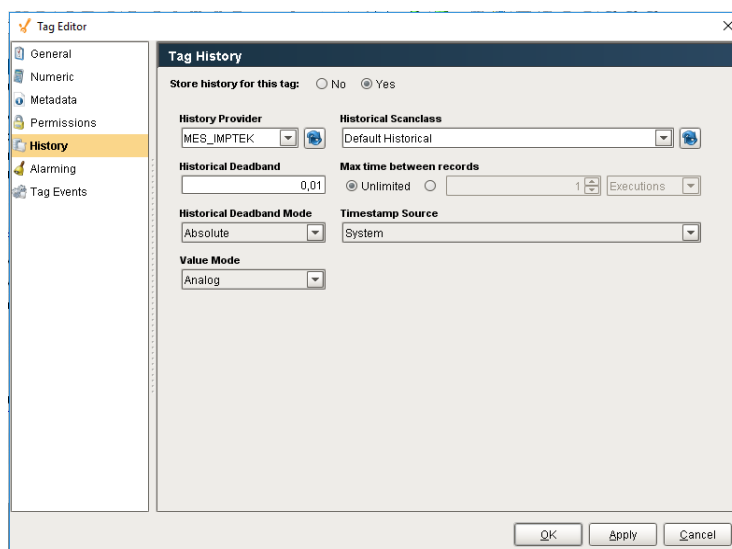 Tag Editor
General
Numeric
Metadata
Permissions
History
Alarming
Tag Events
Tag History
Store history for this tag: No Yes
History Provider Historical Scanclass
MES_IMPTEK Default Historical
Historical Deadband Max time between records
0,01 Unlimited 1 Executions
Historical Deadband Mode Timestamp Source
Absolute System
Value Mode
Analog
OK Apply Cancel